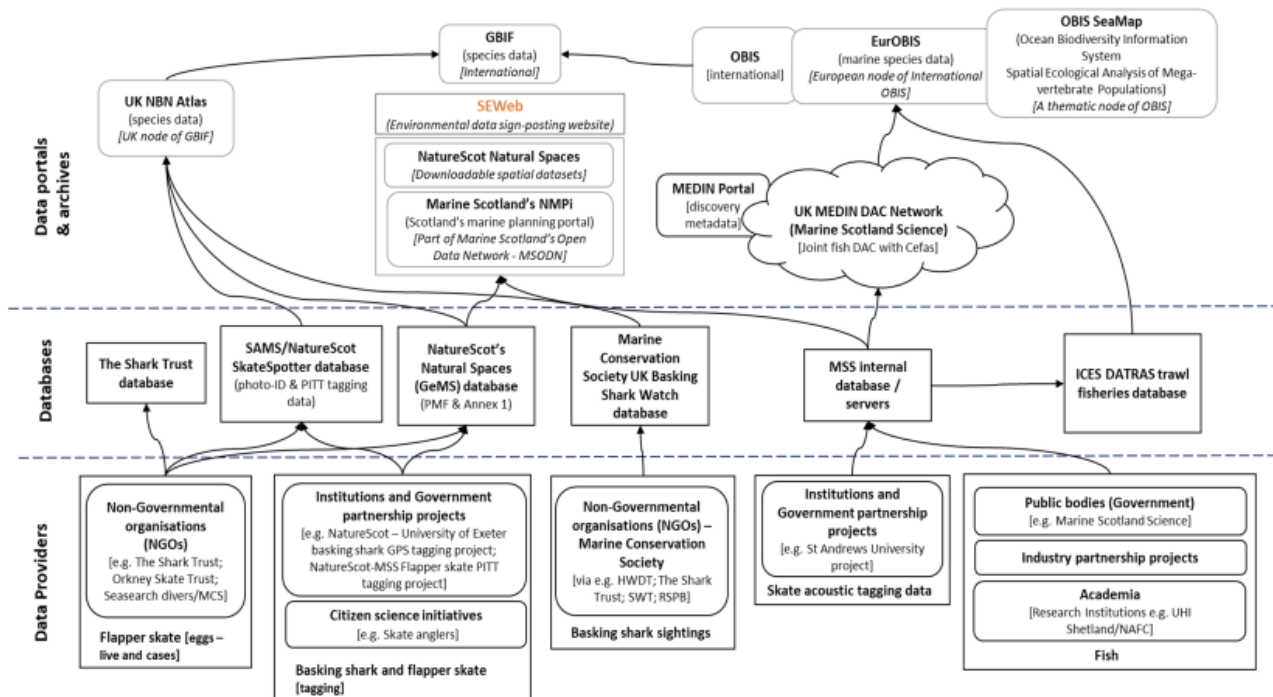 Data portals
& archives
GBIF
(species data)
[International]
OBIS
[international]
EurOBIS
(marine species data)
[European node of International
OBIS]
OBIS SeaMap
(Ocean Biodiversity Information
System
Spatial Ecological Analysis of Mega-
vertebrate Populations)
[A thematic node of OBIS]
UK NBN Atlas
(species data)
[UK node of GBIF]
SEWeb
(Environmental data sign-posting website)
NatureScot Natural Spaces
[Downloadable spatial datasets]
Marine Scotland's NMPi
(Scotland's marine planning portal)
[Part of Marine Scotland's Open
Data Network - MSODN]
MEDIN Portal
[discovery
metadata]
UK MEDIN DAC Network
(Marine Scotland Science)
[Joint fish DAC with Cefas]
Databases
The Shark Trust
database
SAMS/NatureScot
SkateSpotter database
(photo-ID & PITT tagging
data)
NatureScot's
Natural Spaces
(GeMS) database
(PMF & Annex 1)
Marine
Conservation
Society UK Basking
Shark Watch
database
MSS internal
database /
servers
ICES DATRAS trawl
fisheries database
Data Providers
Non-Governmental
organisations
(NGOs)
[e.g. The Shark Trust;
Orkney Skate Trust;
Seasearch divers/MCS]
Flapper skate [eggs –
live and cases]
Institutions and Government
partnership projects
[e.g. NatureScot – University of Exeter
basking shark GPS tagging project;
NatureScot-MSS Flapper skate PITT
tagging project]
Citizen science initiatives
[e.g. Skate anglers]
Basking shark and flapper skate
[tagging]
Non-Governmental
organisations (NGOs) –
Marine Conservation
Society
[via e.g. HWDT; The Shark
Trust; SWT; RSPB]
Basking shark sightings
Institutions and
Government partnership
projects
[e.g. St Andrews University
project]
Skate acoustic tagging data
Public bodies (Government)
[e.g. Marine Scotland Science]
Industry partnership projects
Academia
[Research Institutions e.g. UHI
Shetland/NAFC]
Fish